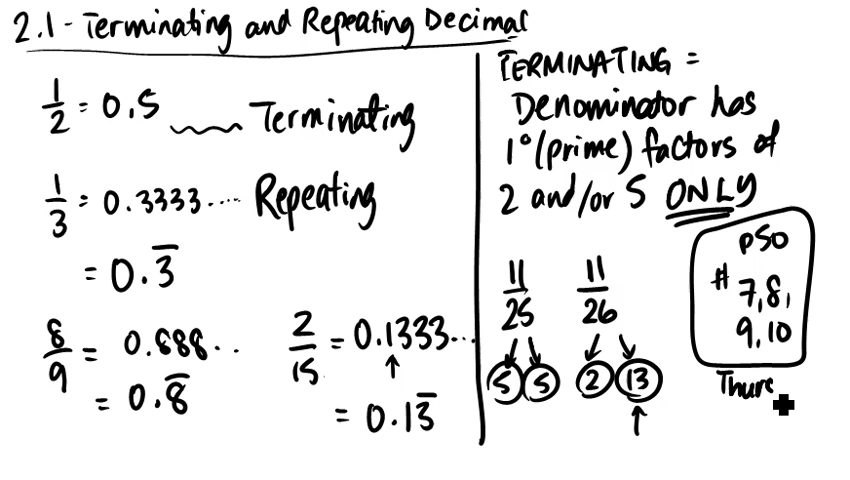 2.1 - Terminating and Repeating Decimal
1/2 = 0.5 Terminating
1/3 = 0.3333.... Repeating
= 0.3̅
8/9 = 0.888...
= 0.8̅
2/15 = 0.1333...
↑
= 0.13̅
TERMINATING =
Denominator has
1°(prime) factors of
2 and/or 5 ONLY
11/25 11/26
5 5 2 13
↑
p50
# 7,8,
9,10
Thurs